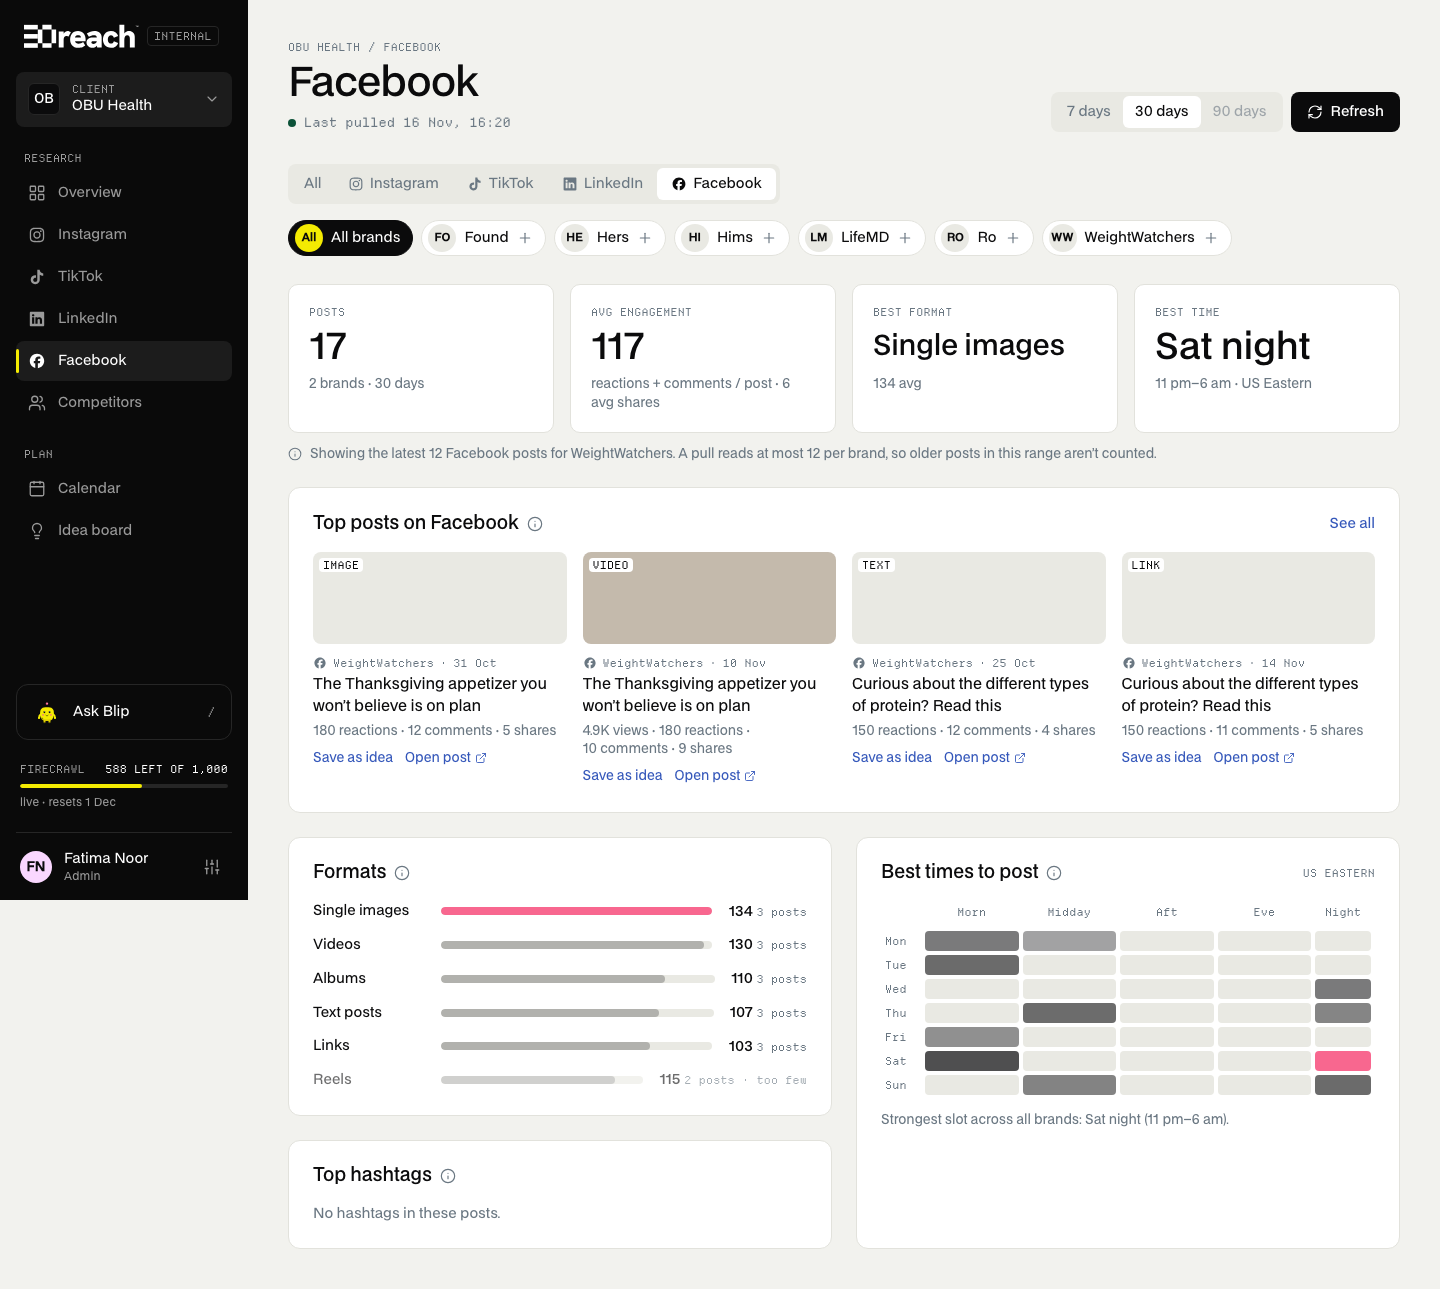 reach INTERNAL
CLIENT
OB OBU Health
RESEARCH
Overview
Instagram
TikTok
LinkedIn
Facebook
Competitors
PLAN
Calendar
Idea board
Ask Blip /
FIRECRAWL 588 LEFT OF 1,000
live · resets 1 Dec
FN Fatima Noor
Admin
OBU HEALTH / FACEBOOK
Facebook
Last pulled 16 Nov, 16:20
7 days 30 days 90 days Refresh
All Instagram TikTok LinkedIn Facebook
All All brands FO Found + HE Hers + HI Hims + LM LifeMD + RO Ro + WW WeightWatchers +
POSTS
17
2 brands · 30 days
AVG ENGAGEMENT
117
reactions + comments / post · 6
avg shares
BEST FORMAT
Single images
134 avg
BEST TIME
Sat night
11 pm–6 am · US Eastern
Showing the latest 12 Facebook posts for WeightWatchers. A pull reads at most 12 per brand, so older posts in this range aren't counted.
Top posts on Facebook See all
IMAGE
WeightWatchers · 31 Oct
The Thanksgiving appetizer you
won't believe is on plan
180 reactions · 12 comments · 5 shares
Save as idea Open post
VIDEO
WeightWatchers · 10 Nov
The Thanksgiving appetizer you
won't believe is on plan
4.9K views · 180 reactions ·
10 comments · 9 shares
Save as idea Open post
TEXT
WeightWatchers · 25 Oct
Curious about the different types
of protein? Read this
150 reactions · 12 comments · 4 shares
Save as idea Open post
LINK
WeightWatchers · 14 Nov
Curious about the different types
of protein? Read this
150 reactions · 11 comments · 5 shares
Save as idea Open post
Formats
Single images 134 3 posts
Videos 130 3 posts
Albums 110 3 posts
Text posts 107 3 posts
Links 103 3 posts
Reels 115 2 posts · too few
Top hashtags
No hashtags in these posts.
Best times to post US EASTERN
Morn Midday Aft Eve Night
Mon
Tue
Wed
Thu
Fri
Sat
Sun
Strongest slot across all brands: Sat night (11 pm–6 am).